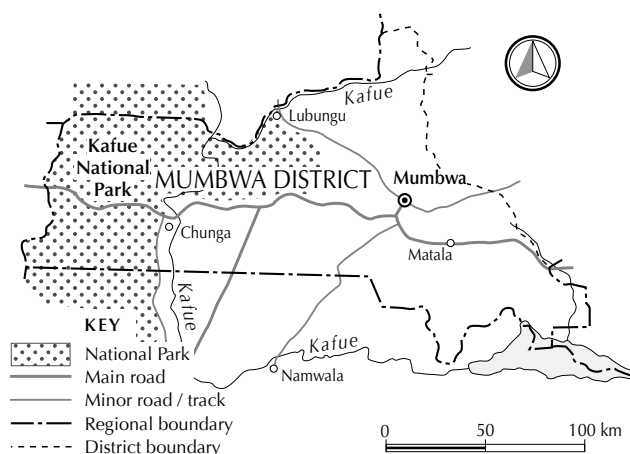 Kafue
Lubungu
Kafue
National
Park
MUMBWA DISTRICT
Mumbwa
Chunga
Matala
Kafue
KEY
National Park
Main road
Minor road / track
Regional boundary
District boundary
Kafue
Namwala
0 50 100 km